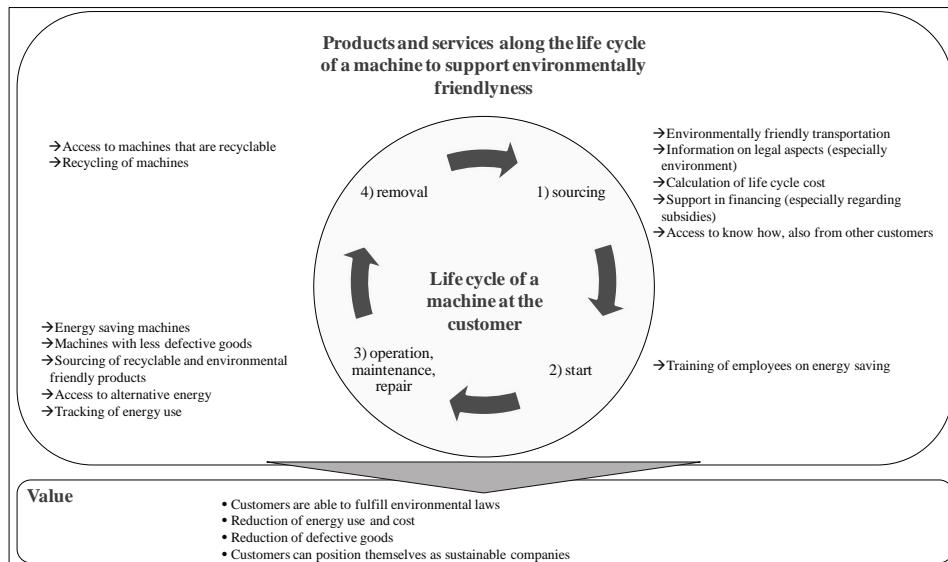 Products and services along the life cycle
of a machine to support environmentally
friendlyness
→Access to machines that are recyclable
→Recycling of machines
→Environmentally friendly transportation
→Information on legal aspects (especially
environment)
→Calculation of life cycle cost
→Support in financing (especially regarding
subsidies)
→Access to know how, also from other customers
4) removal
1) sourcing
Life cycle of a
machine at the
customer
→Energy saving machines
→Machines with less defective goods
→Sourcing of recyclable and environmental
friendly products
→Access to alternative energy
→Tracking of energy use
3) operation,
maintenance,
repair
2) start
→Training of employees on energy saving
Value
• Customers are able to fulfill environmental laws
• Reduction of energy use and cost
• Reduction of defective goods
• Customers can position themselves as sustainable companies